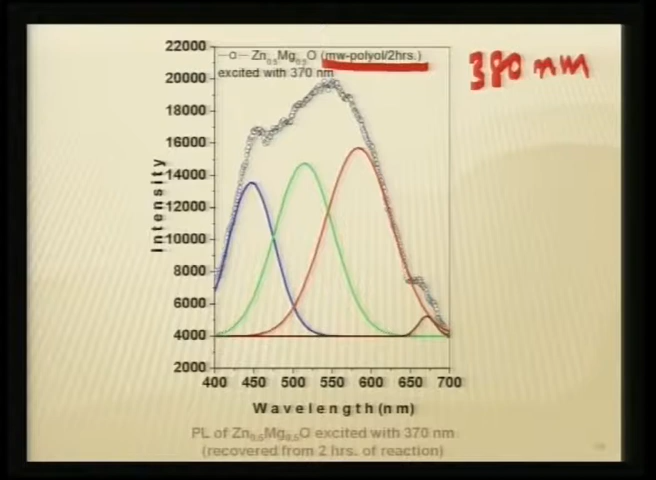 22000
20000
18000
16000
14000
12000
10000
8000
6000
4000
2000
Intensity
—o— Zn0.5Mg0.5O (mw-polyol/2hrs.)
excited with 370 nm
380 nm
400 450 500 550 600 650 700
Wavelength(nm)
PL of Zn0.5Mg0.5O excited with 370 nm
(recovered from 2 hrs. of reaction)